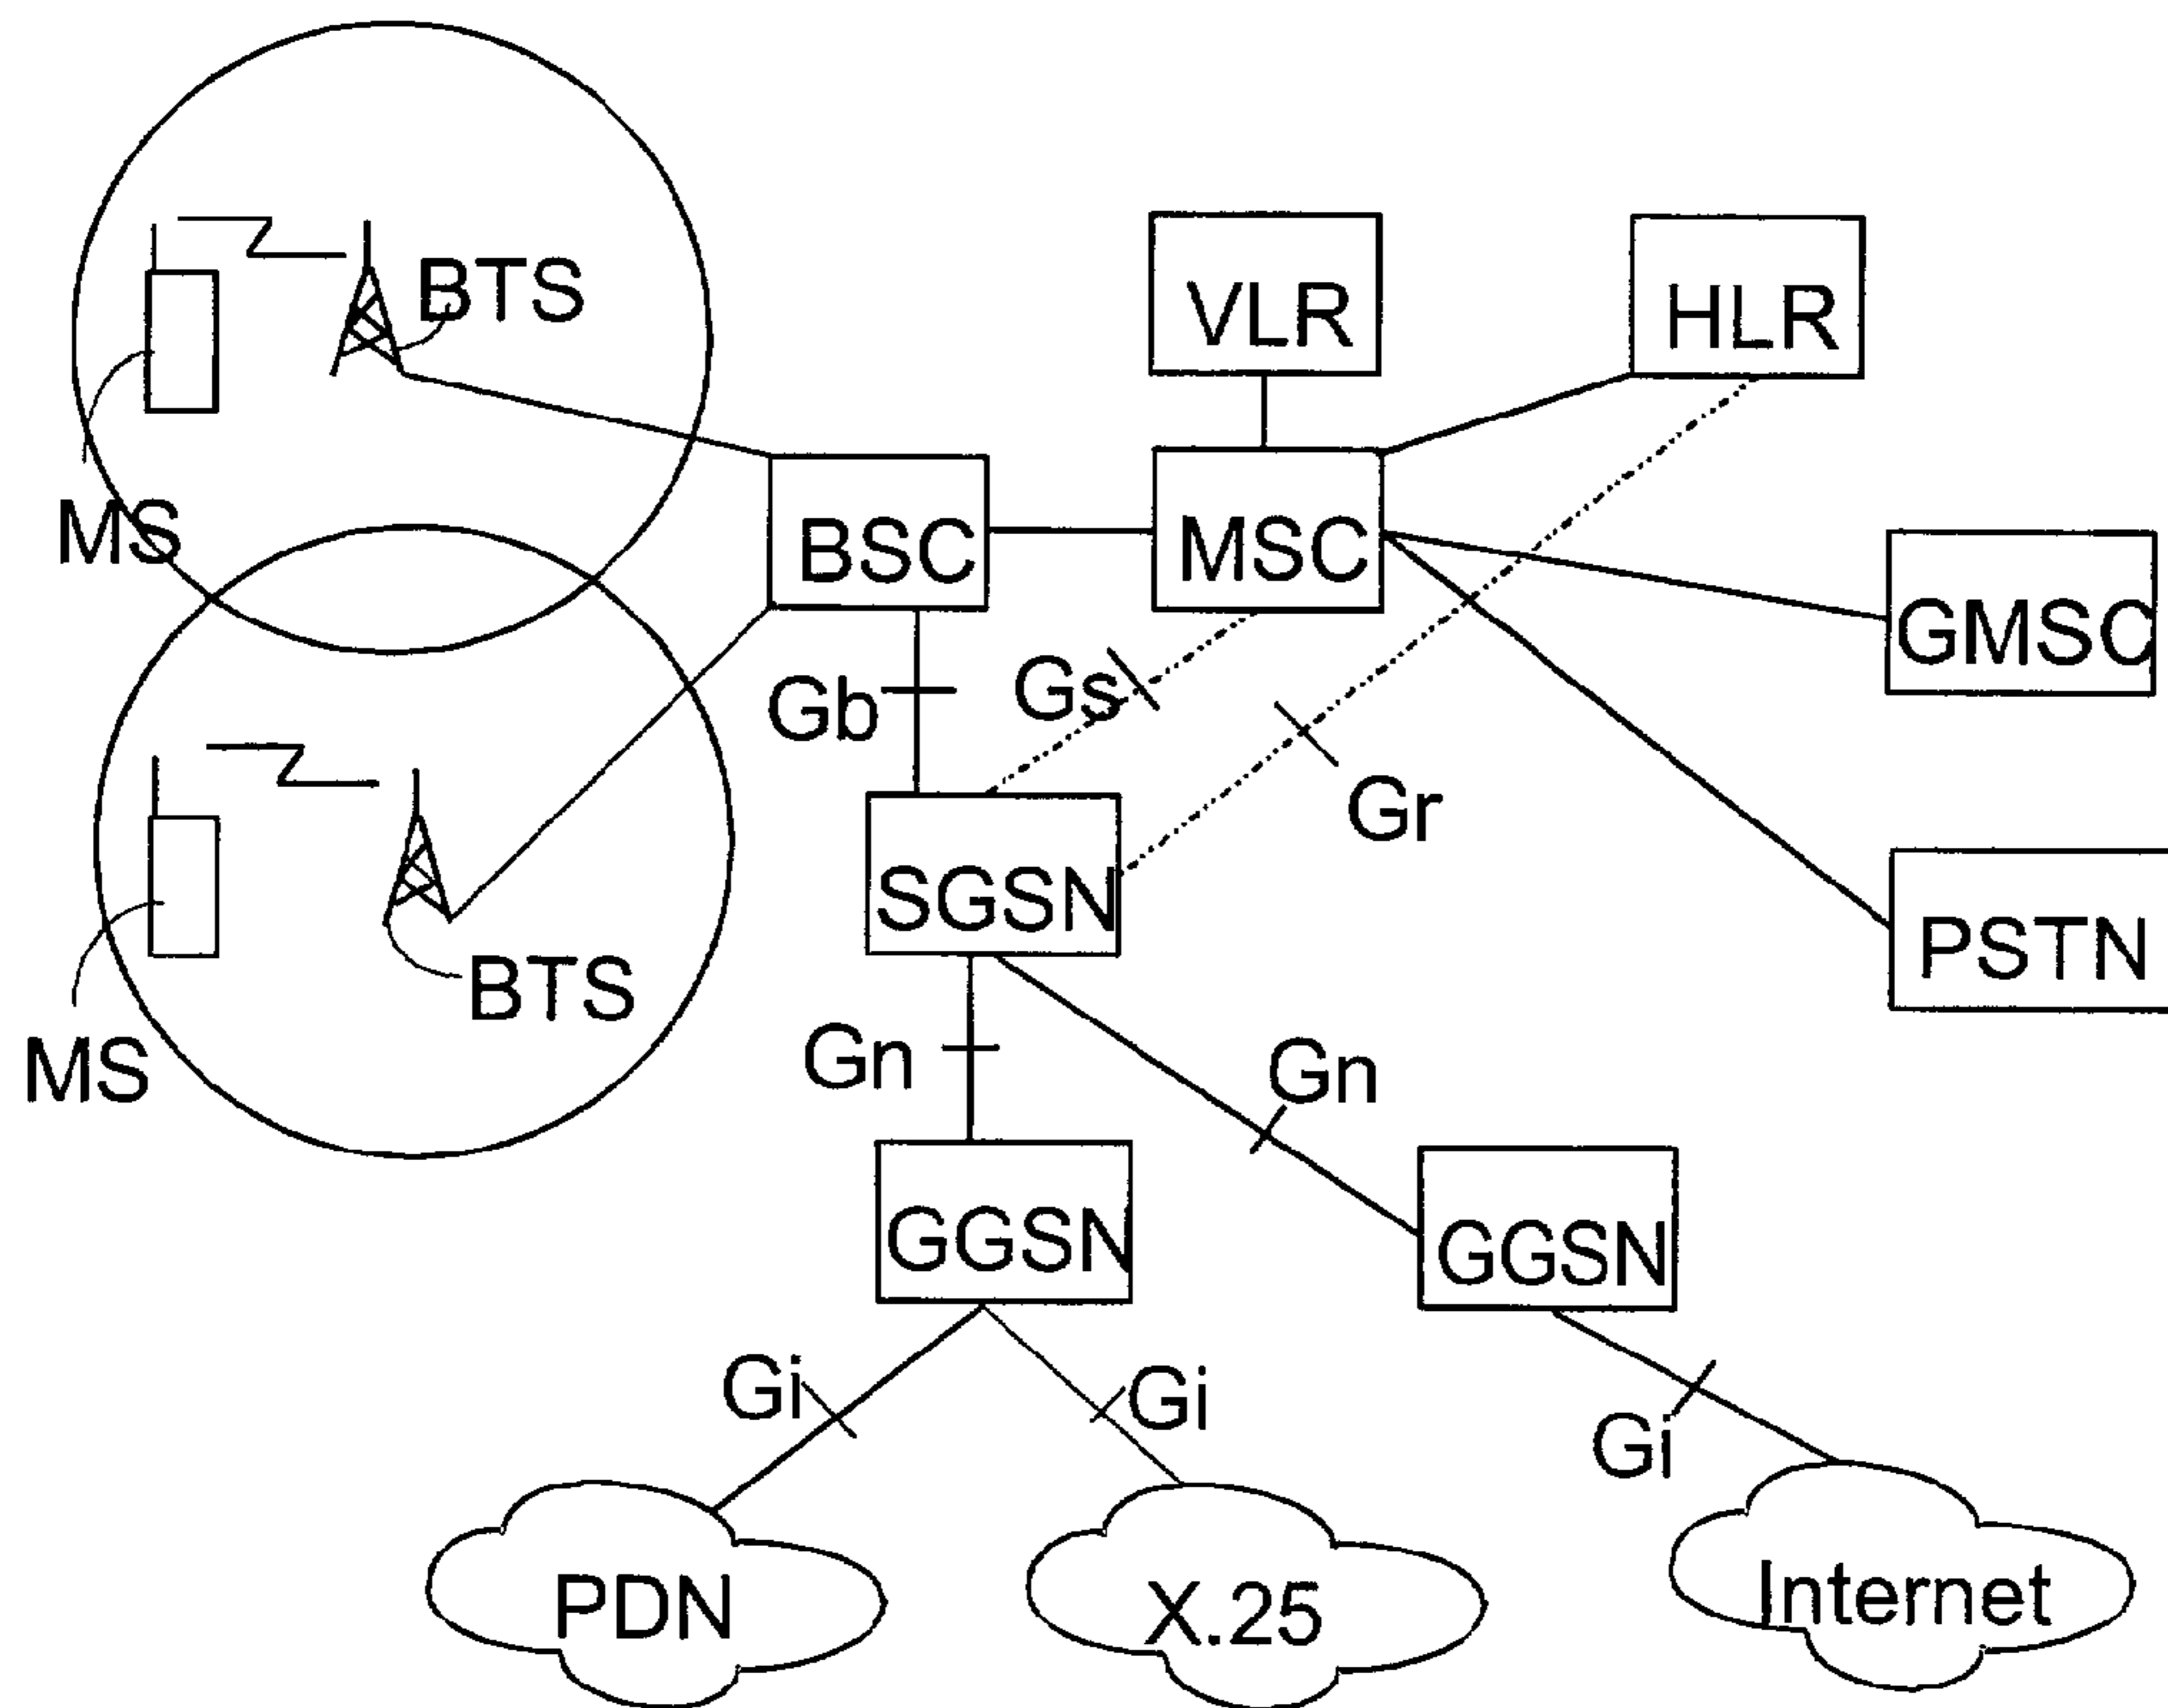 BTS
VLR
HLR
MS
BSC
MSC
GMSC
Gb
Gs
Gr
SGSN
PSTN
BTS
MS
Gn
Gn
GGSN
GGSN
Gi
Gi
Gi
PDN
X.25
Internet